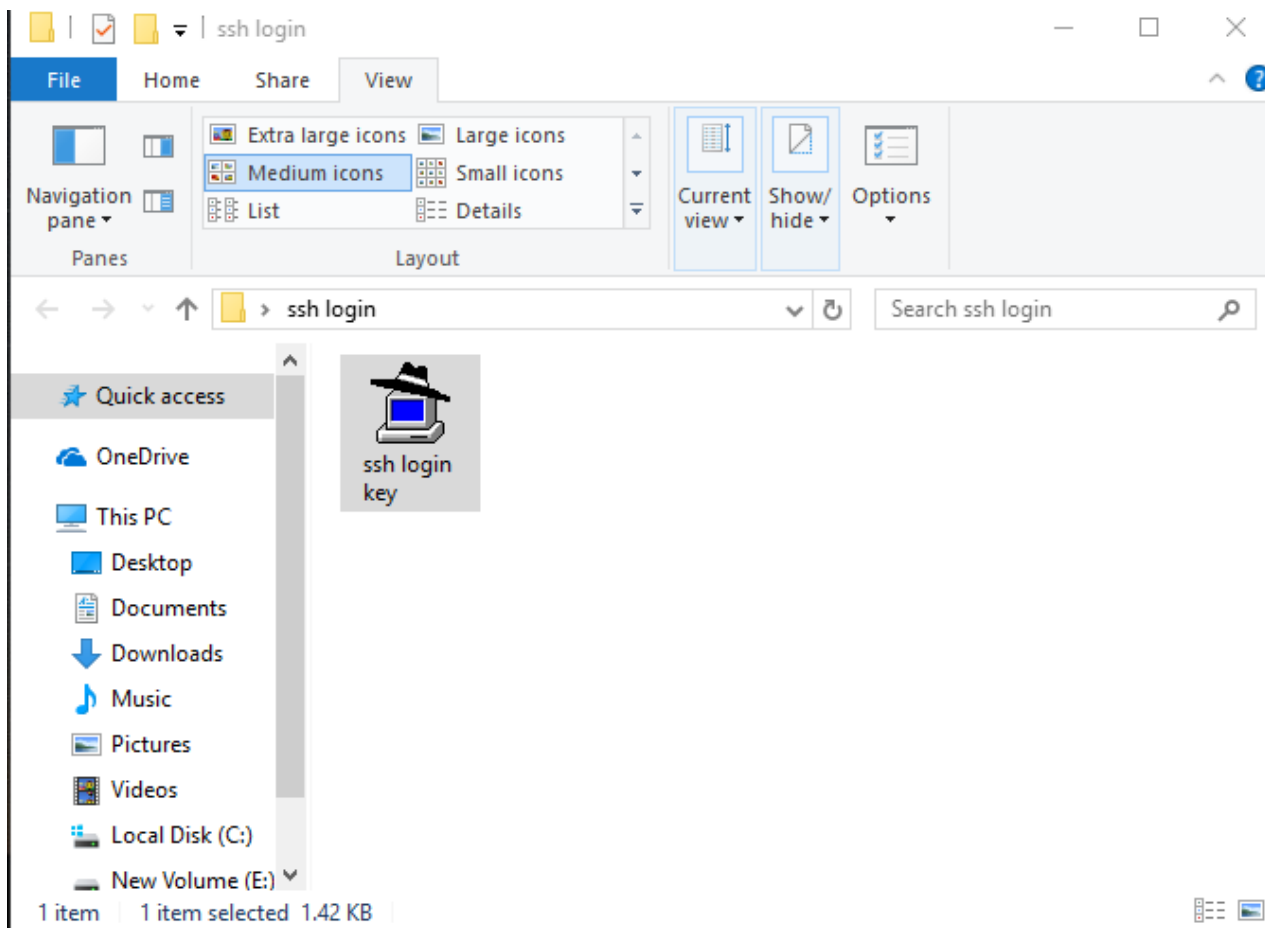 ssh login
File Home Share View
?
Extra large icons Large icons
Medium icons Small icons
List Details
Navigation
pane
Current
view
Show/
hide
Options
Panes
Layout
ssh login
Search ssh login
Quick access
OneDrive
This PC
Desktop
Documents
Downloads
Music
Pictures
Videos
Local Disk (C:)
New Volume (E:)
ssh login
key
1 item 1 item selected 1.42 KB